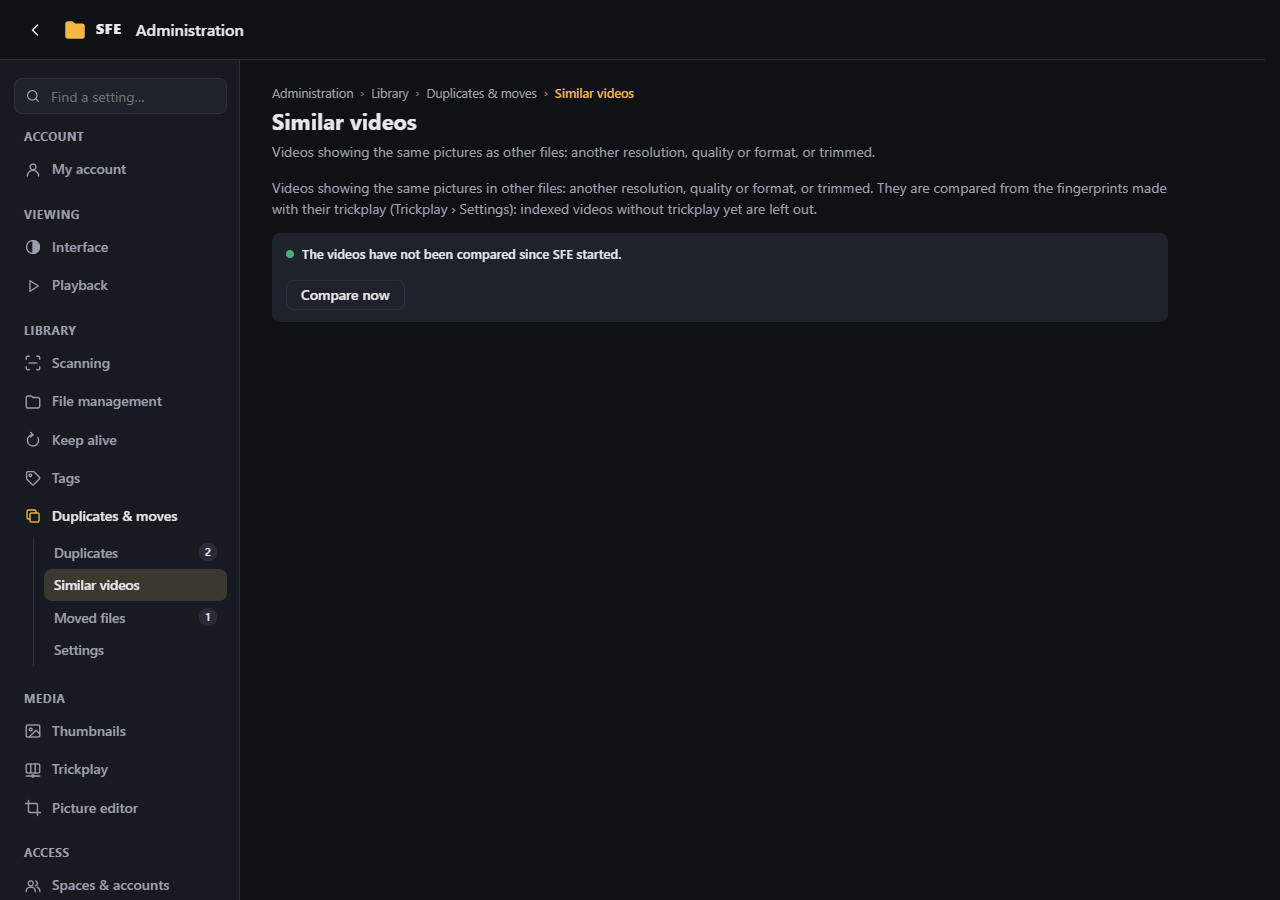 SFE Administration
Find a setting...
ACCOUNT
My account
VIEWING
Interface
Playback
LIBRARY
Scanning
File management
Keep alive
Tags
Duplicates & moves
Duplicates 2
Similar videos
Moved files 1
Settings
MEDIA
Thumbnails
Trickplay
Picture editor
ACCESS
Spaces & accounts
Administration › Library › Duplicates & moves › Similar videos
Similar videos
Videos showing the same pictures as other files: another resolution, quality or format, or trimmed.
Videos showing the same pictures in other files: another resolution, quality or format, or trimmed. They are compared from the fingerprints made
with their trickplay (Trickplay › Settings): indexed videos without trickplay yet are left out.
The videos have not been compared since SFE started.
Compare now